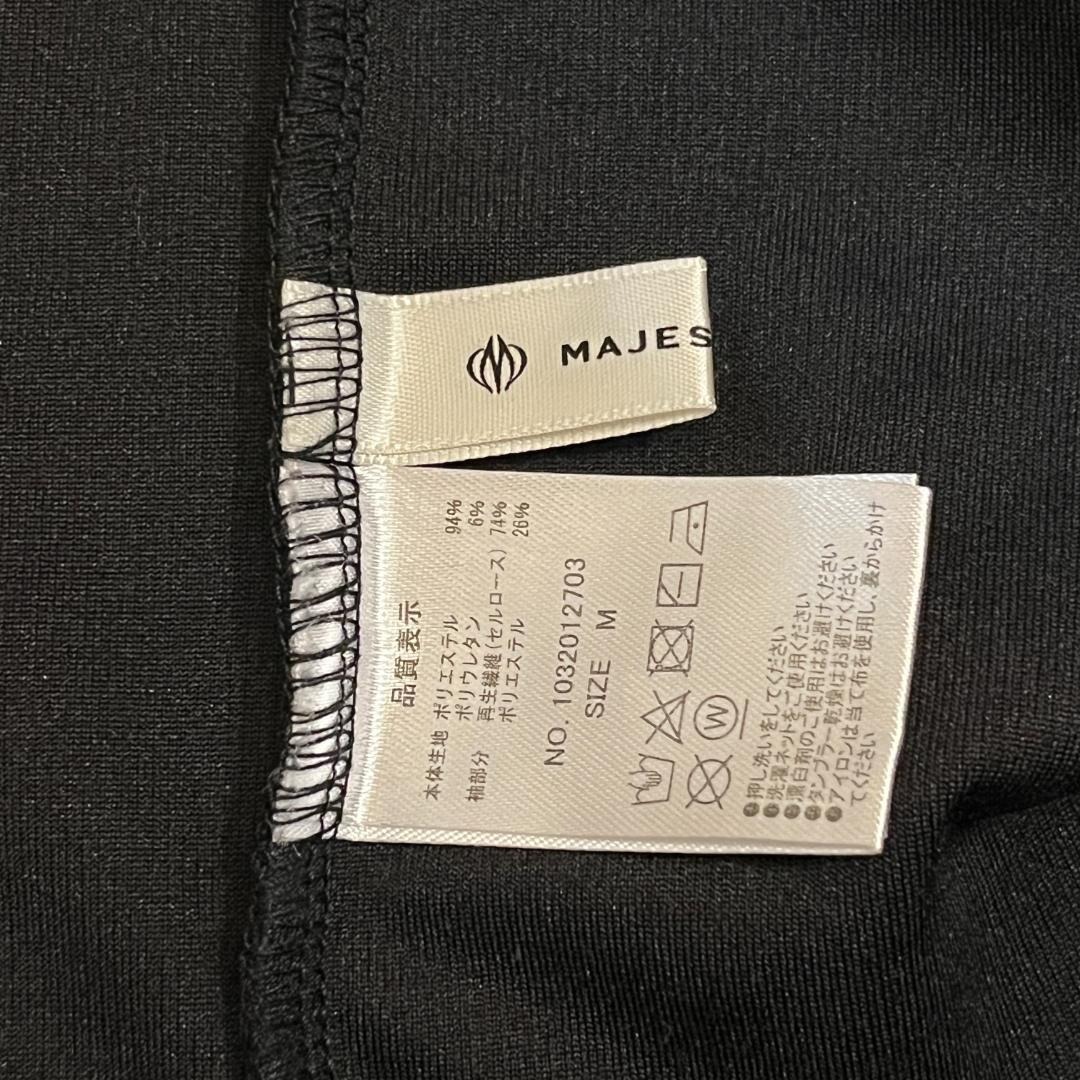 MAJES
品質表示
本体生地 ポリエステル 94%
ポリウレタン 6%
袖部分 再生繊維(セルロース) 74%
ポリエステル 26%
NO. 1032012703
SIZE M
W
●押し洗いをしてください
●洗濯ネットをご使用ください
●漂白剤のご使用はお避けください
●タンブラー乾燥はお避けください
●アイロンは当て布を使用し、裏からかけ
てください